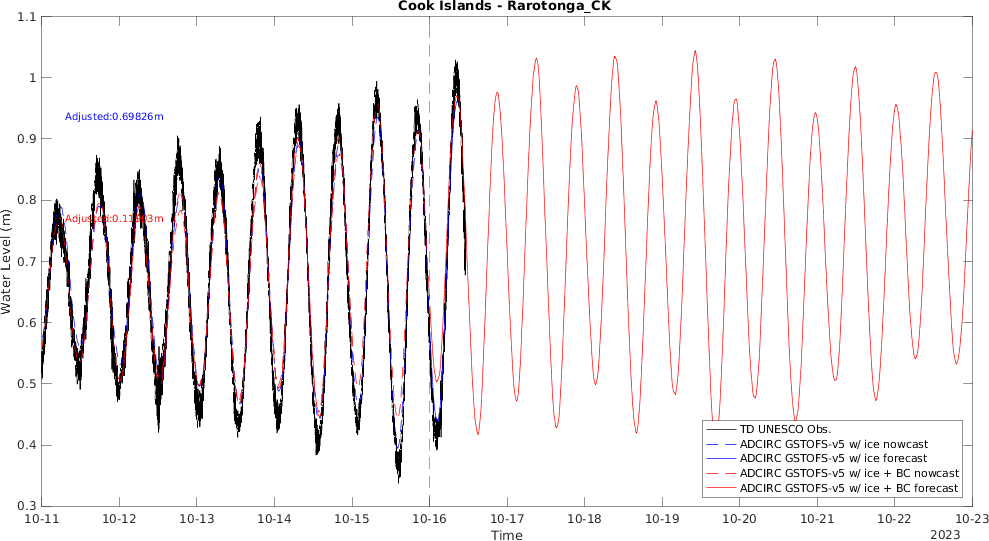 Cook Islands - Rarotonga_CK
1.1
1
0.9
0.8
0.7
0.6
0.5
0.4
0.3
Water Level (m)
Adjusted:0.69826m
TD UNESCO Obs.
ADCIRC GSTOFS-v5 w/ ice nowcast
ADCIRC GSTOFS-v5 w/ ice forecast
ADCIRC GSTOFS-v5 w/ ice + BC nowcast
ADCIRC GSTOFS-v5 w/ ice + BC forecast
10-11 10-12 10-13 10-14 10-15 10-16 10-17 10-18 10-19 10-20 10-21 10-22 10-23
Time
2023